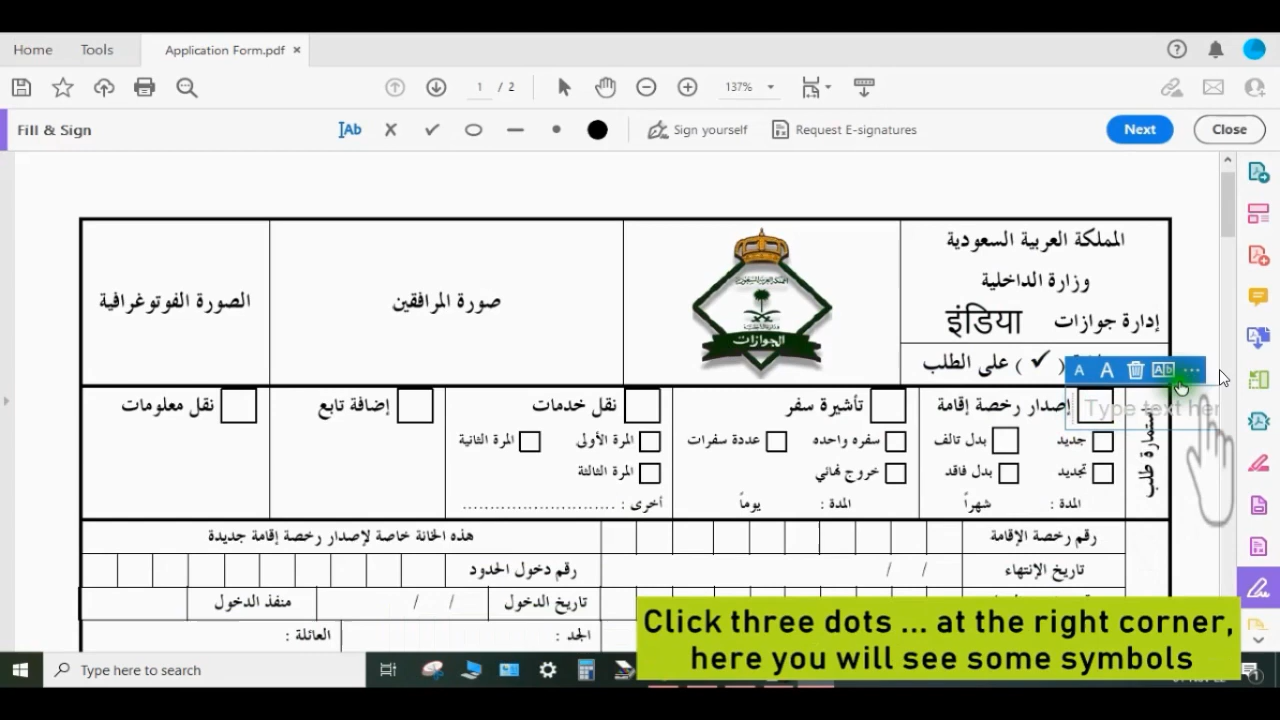 Home
Tools
Application Form.pdf
1 / 2
137%
Fill & Sign
Ab
Sign yourself
Request E-signatures
Next
Close
المملكة العربية السعودية
وزارة الداخلية
إدارة جوازات इंडिया
( ✓ ) على الطلب
صورة المرافقين
الصورة الفوتوغرافية
الجوازات
A A Ab ...
Type text her
إصدار رخصة إقامة
تأشيرة سفر
نقل خدمات
إضافة تابع
نقل معلومات
جديد
بدل تالف
سفره واحده
عددة سفرات
المرة الأولى
المرة الثانية
تجديد
بدل فاقد
خروج نهائي
المرة الثالثة
المدة : شهراً
المدة : يوماً
أخرى : ............................
رقم رخصة الإقامة
هذه الخانة خاصة لإصدار رخصة إقامة جديدة
تاريخ الإنتهاء / /
رقم دخول الحدود
تاريخ الدخول / /
منفذ الدخول
الجد :
العائلة :
Click three dots ... at the right corner,
here you will see some symbols
Type here to search